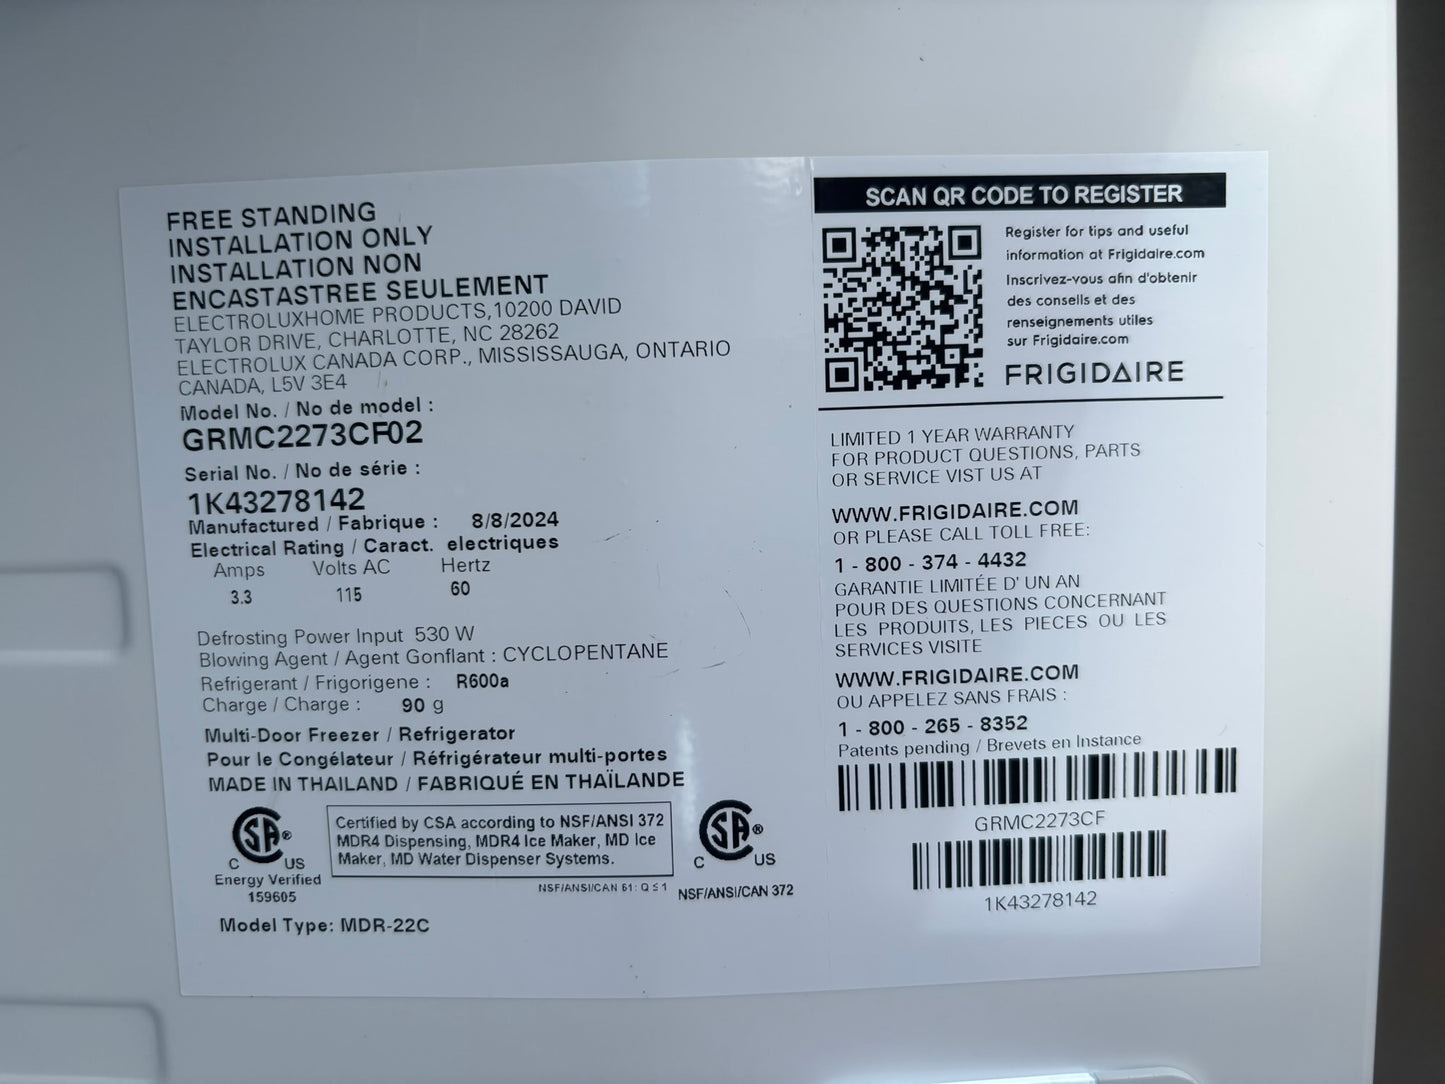 FREE STANDING
INSTALLATION ONLY
INSTALLATION NON
ENCASTASTREE SEULEMENT
ELECTROLUXHOME PRODUCTS,10200 DAVID
TAYLOR DRIVE, CHARLOTTE, NC 28262
ELECTROLUX CANADA CORP., MISSISSAUGA, ONTARIO
CANADA, L5V 3E4
Model No. / No de model :
GRMC2273CF02
Serial No. / No de série :
1K43278142
Manufactured / Fabrique : 8/8/2024
Electrical Rating / Caract. electriques
Amps Volts AC Hertz
3.3 115 60
Defrosting Power Input 530 W
Blowing Agent / Agent Gonflant : CYCLOPENTANE
Refrigerant / Frigorigene : R600a
Charge / Charge : 90 g
Multi-Door Freezer / Refrigerator
Pour le Congélateur / Réfrigérateur multi-portes
MADE IN THAILAND / FABRIQUÉ EN THAÏLANDE
SA®
C US
Energy Verified
159605
Certified by CSA according to NSF/ANSI 372
MDR4 Dispensing, MDR4 Ice Maker, MD Ice
Maker, MD Water Dispenser Systems.
NSF/ANSI/CAN 61: Q ≤ 1
SA®
C US
NSF/ANSI/CAN 372
Model Type: MDR-22C
SCAN QR CODE TO REGISTER
Register for tips and useful
information at Frigidaire.com
Inscrivez-vous afin d'obtenir
des conseils et des
renseignements utiles
sur Frigidaire.com
FRIGIDAIRE
LIMITED 1 YEAR WARRANTY
FOR PRODUCT QUESTIONS, PARTS
OR SERVICE VIST US AT
WWW.FRIGIDAIRE.COM
OR PLEASE CALL TOLL FREE:
1 - 800 - 374 - 4432
GARANTIE LIMITÉE D' UN AN
POUR DES QUESTIONS CONCERNANT
LES PRODUITS, LES PIECES OU LES
SERVICES VISITE
WWW.FRIGIDAIRE.COM
OU APPELEZ SANS FRAIS :
1 - 800 - 265 - 8352
Patents pending / Brevets en Instance
GRMC2273CF
1K43278142